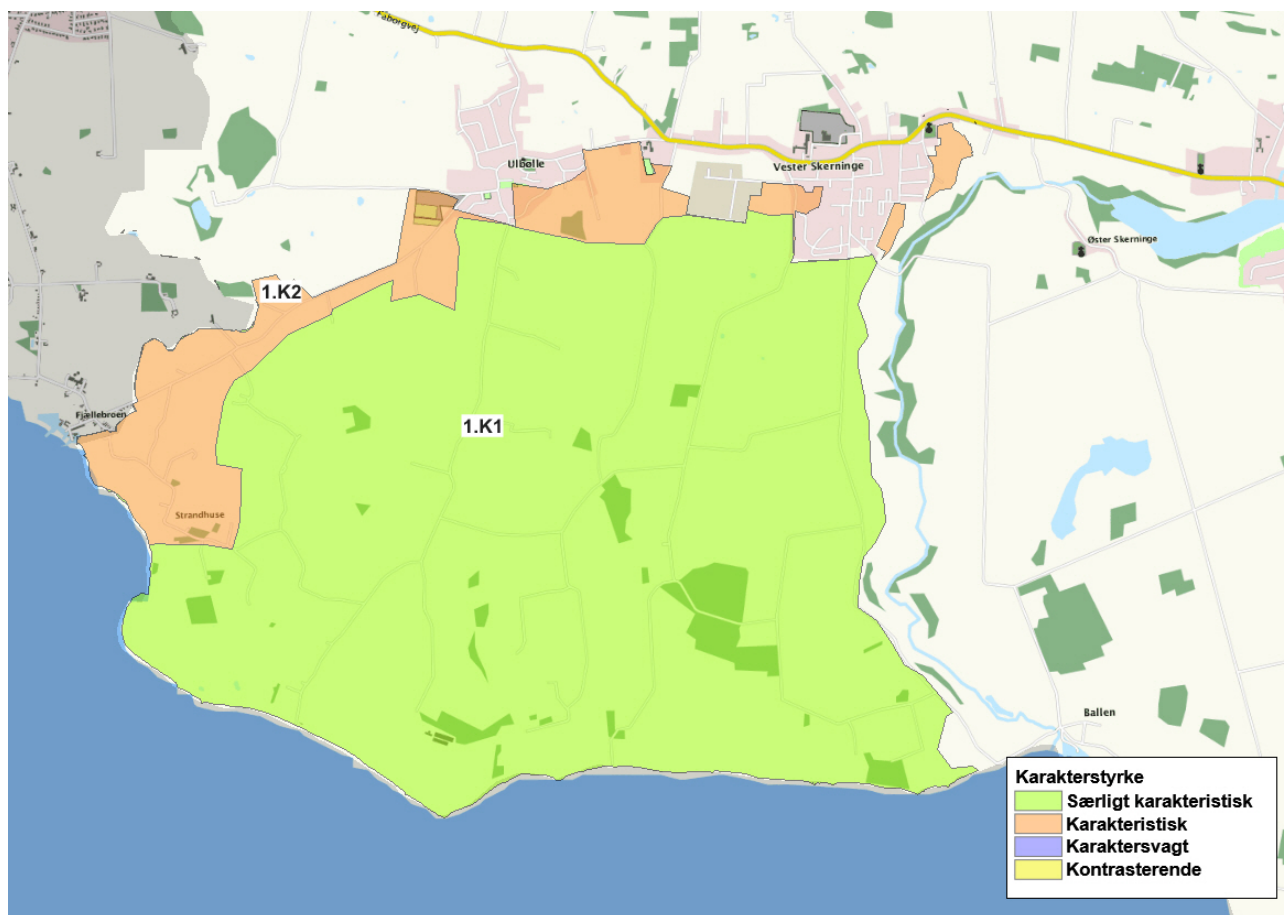 Faborgvej
Ulbølle
Vester Skerninge
Øster Skerninge
1.K2
Fjællebroen
1.K1
Strandhuse
Ballen
Karakterstyrke
Særligt karakteristisk
Karakteristisk
Karaktersvagt
Kontrasterende